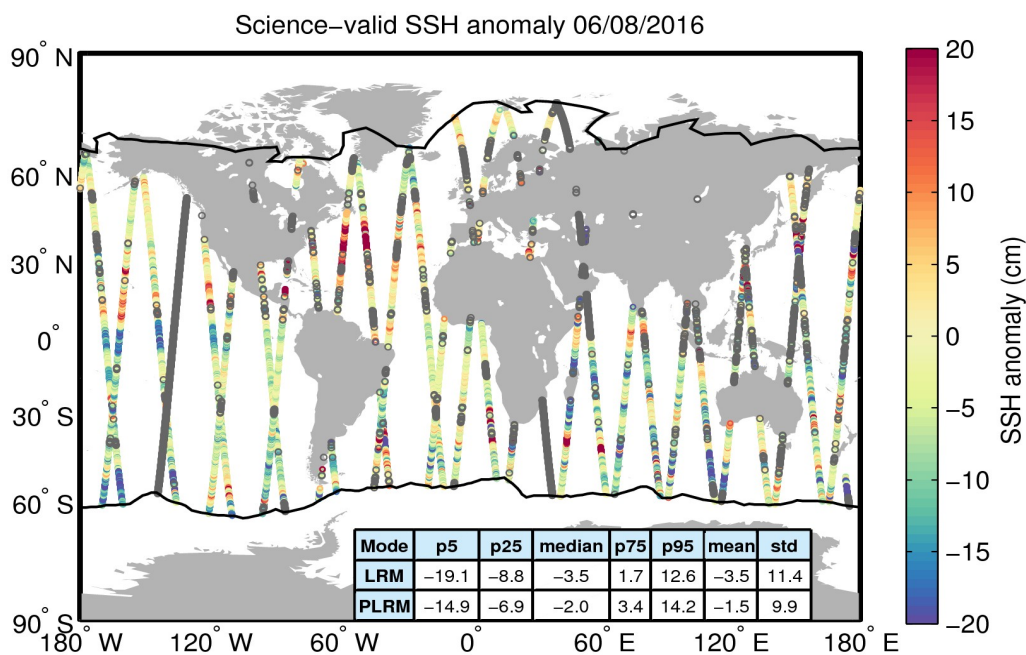 Science−valid SSH anomaly 06/08/2016
90° N
60° N
30° N
0°
30° S
60° S
90° S
180° W
120° W
60° W
0°
60° E
120° E
180° E
Mode p5 p25 median p75 p95 mean std
LRM −19.1 −8.8 −3.5 1.7 12.6 −3.5 11.4
PLRM −14.9 −6.9 −2.0 3.4 14.2 −1.5 9.9
20
15
10
5
0
−5
−10
−15
−20
SSH anomaly (cm)